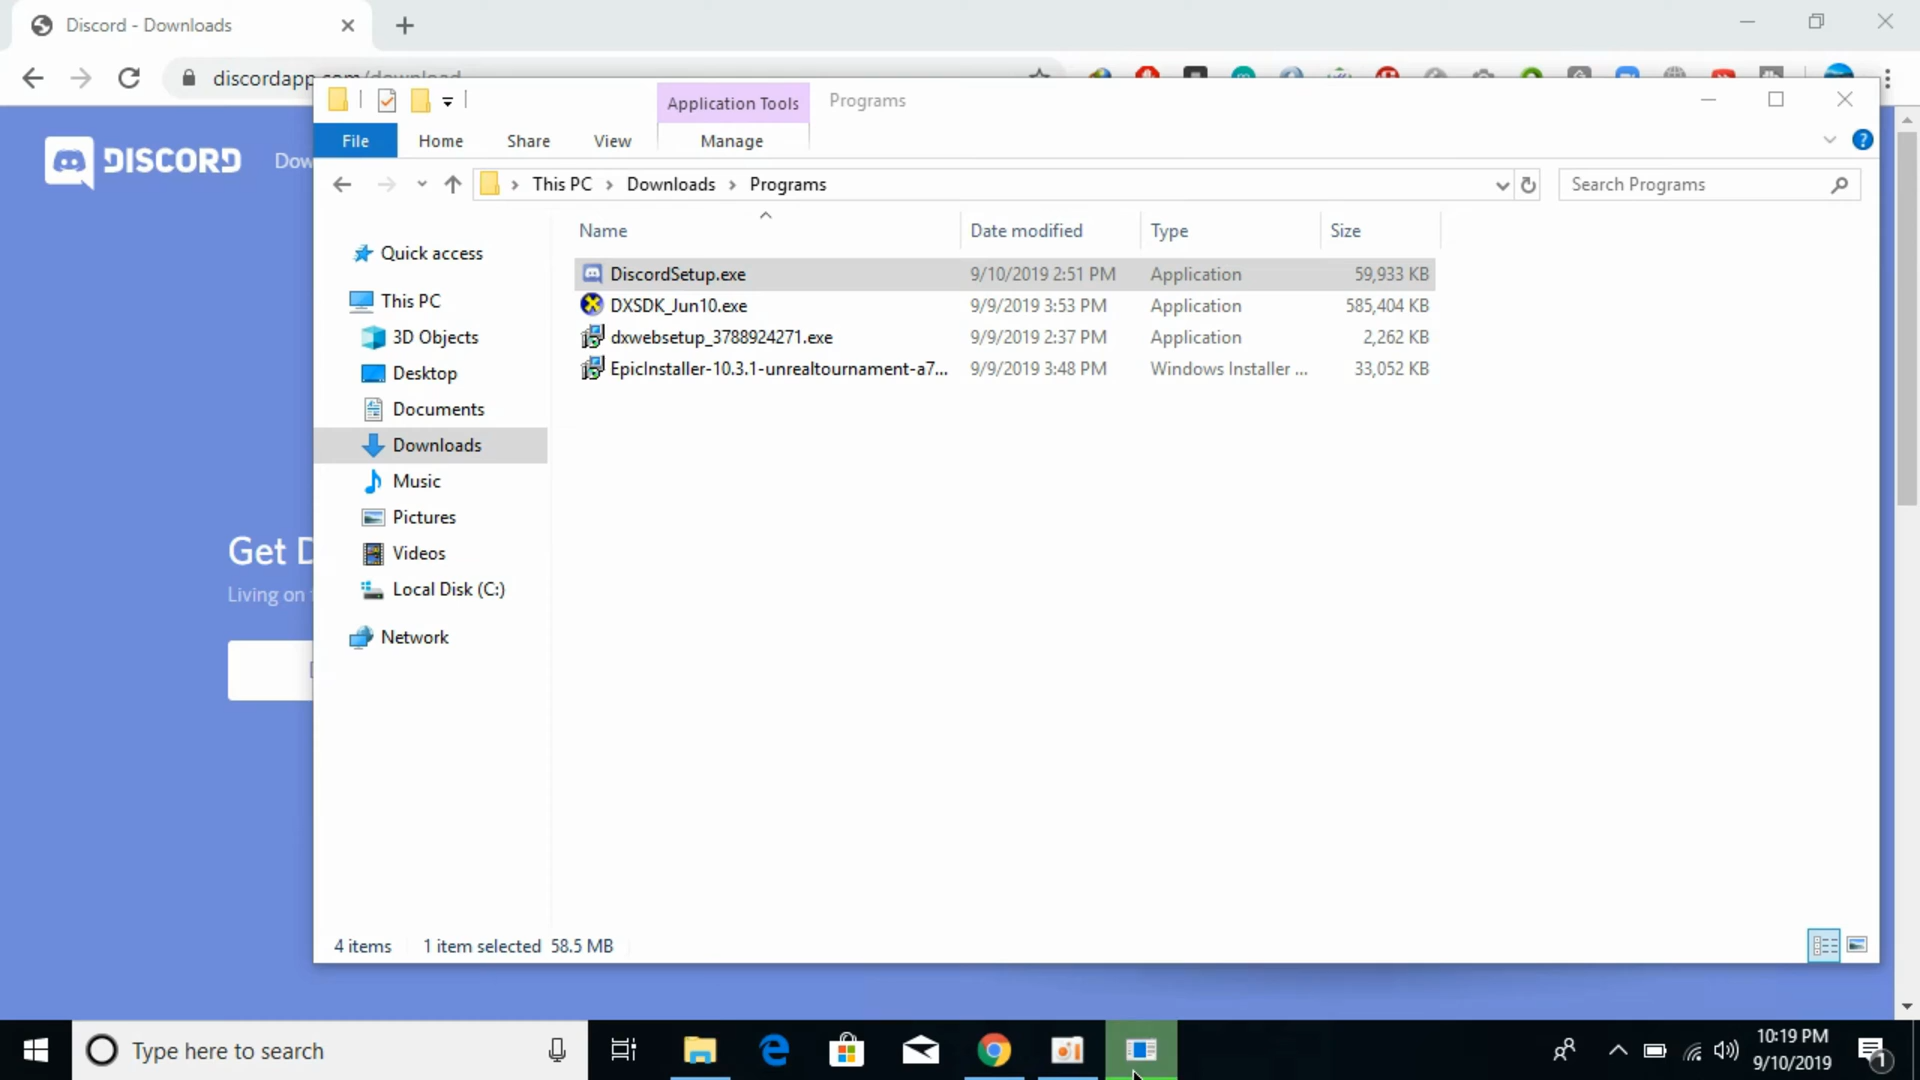 Discord - Downloads
discordapp.com/download
Application Tools
Programs
File
Home
Share
View
Manage
?
DISCORD
Dow
This PC
Downloads
Programs
Search Programs
Name
Date modified
Type
Size
Quick access
This PC
3D Objects
Desktop
Documents
Downloads
Music
Pictures
Videos
Local Disk (C:)
Network
DiscordSetup.exe 9/10/2019 2:51 PM Application 59,933 KB
DXSDK_Jun10.exe 9/9/2019 3:53 PM Application 585,404 KB
dxwebsetup_3788924271.exe 9/9/2019 2:37 PM Application 2,262 KB
EpicInstaller-10.3.1-unrealtournament-a7... 9/9/2019 3:48 PM Windows Installer ... 33,052 KB
Get D
Living on
4 items 1 item selected 58.5 MB
Type here to search
10:19 PM
9/10/2019
1